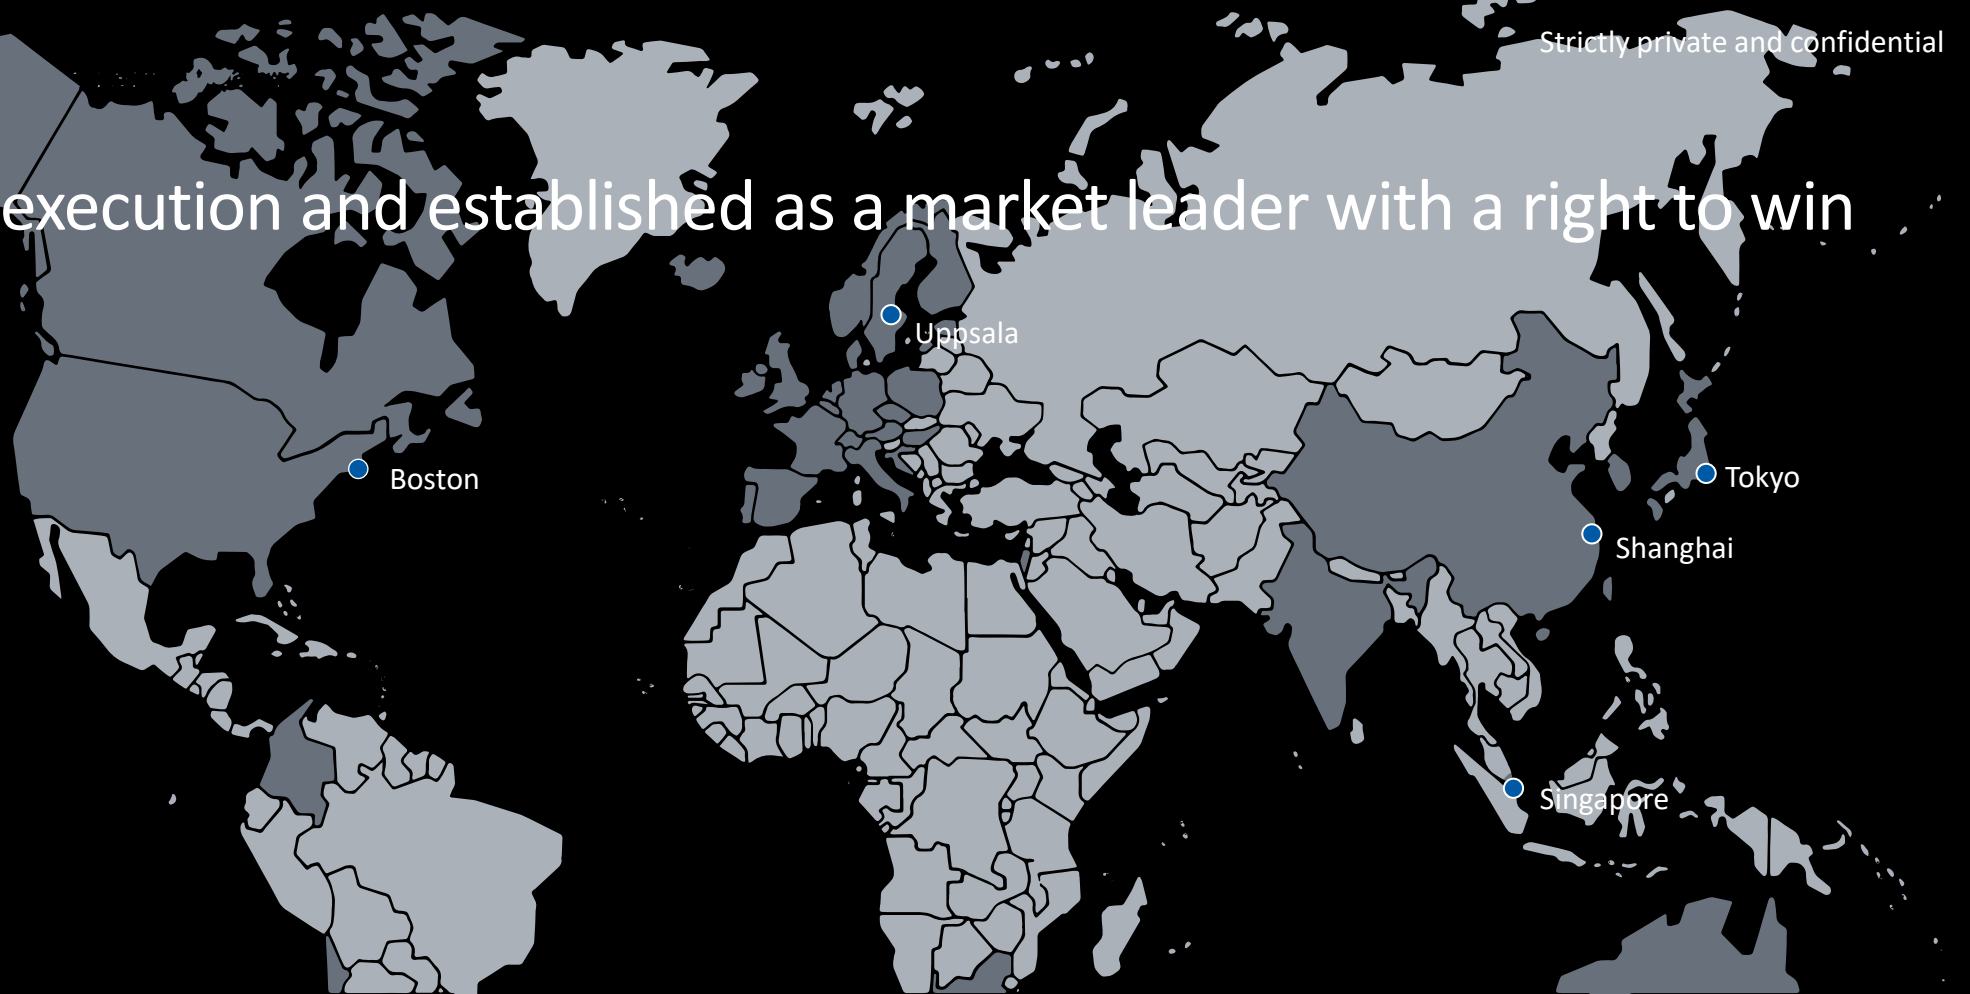 Strictly private and confidential
execution and established as a market leader with a right to win
Uppsala
Boston
Tokyo
Shanghai
Singapore